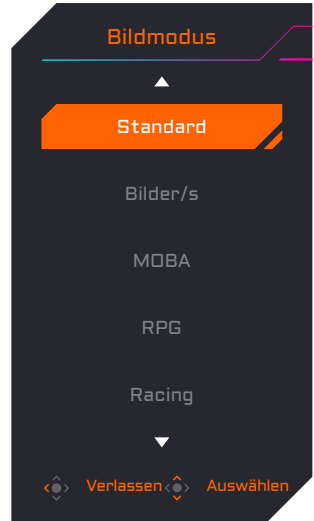 Bildmodus
Standard
Bilder/s
MOBA
RPG
Racing
Verlassen Auswählen